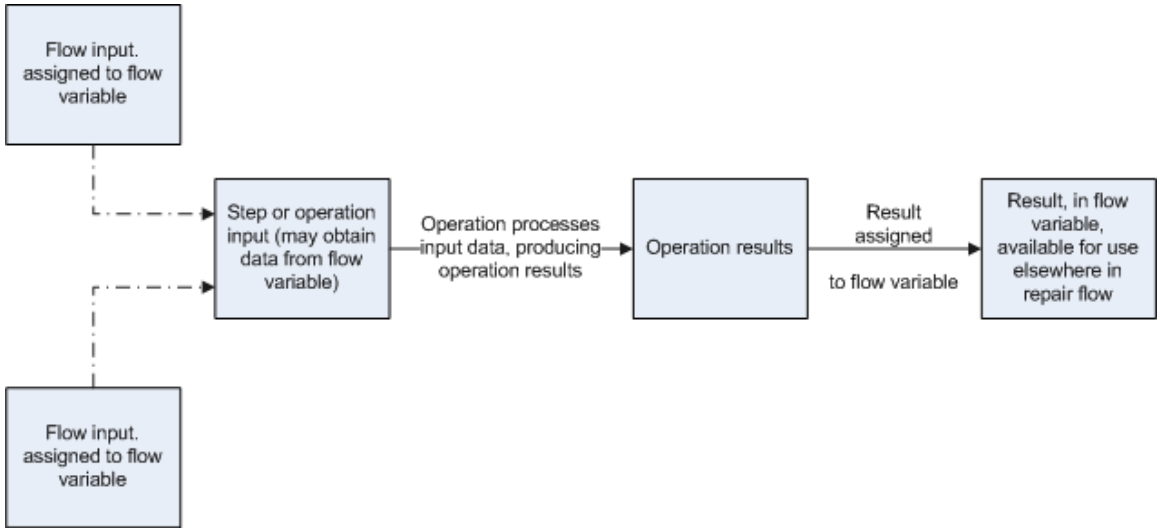 Flow input.
assigned to flow
variable
Step or operation
input (may obtain
data from flow
variable)
Operation processes
input data, producing
operation results
Operation results
Result
assigned
to flow variable
Result, in flow
variable,
available for use
elsewhere in
repair flow
Flow input.
assigned to flow
variable